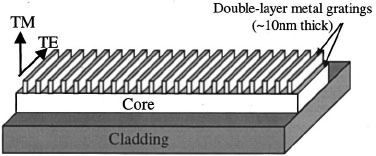 Double-layer metal gratings
(~10nm thick)
TM
TE
Core
Cladding